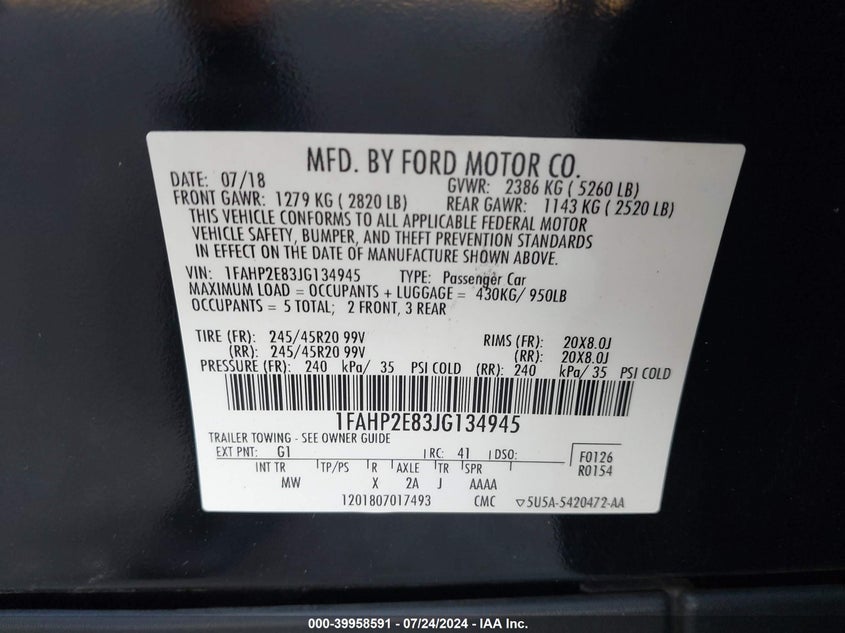 MFD. BY FORD MOTOR CO.
DATE: 07/18 GVWR: 2386 KG ( 5260 LB)
FRONT GAWR: 1279 KG ( 2820 LB) REAR GAWR: 1143 KG ( 2520 LB)
THIS VEHICLE CONFORMS TO ALL APPLICABLE FEDERAL MOTOR
VEHICLE SAFETY, BUMPER, AND THEFT PREVENTION STANDARDS
IN EFFECT ON THE DATE OF MANUFACTURE SHOWN ABOVE.
VIN: 1FAHP2E83JG134945 TYPE: Passenger Car
MAXIMUM LOAD = OCCUPANTS + LUGGAGE = 430KG/ 950LB
OCCUPANTS = 5 TOTAL; 2 FRONT, 3 REAR
TIRE (FR): 245/45R20 99V RIMS (FR): 20X8.0J
(RR): 245/45R20 99V (RR): 20X8.0J
PRESSURE (FR): 240 kPa/ 35 PSI COLD (RR): 240 kPa/ 35 PSI COLD
1FAHP2E83JG134945
TRAILER TOWING - SEE OWNER GUIDE
EXT PNT: G1 RC: 41 DSO: F0126
INT TR TP/PS R AXLE TR SPR R0154
MW X 2A J AAAA
1201807017493 CMC ▽5U5A-5420472-AA
000-39958591 / 07/24/2024 - IAA Inc.